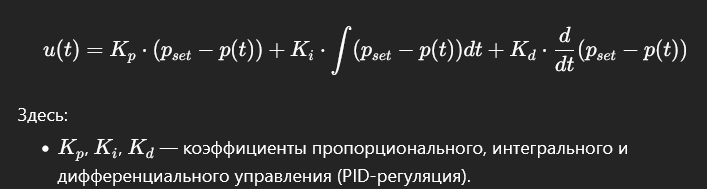 u(t) = K_p · (p_set − p(t)) + K_i · ∫ (p_set − p(t))dt + K_d · d/dt (p_set − p(t))
Здесь:
• K_p, K_i, K_d — коэффициенты пропорционального, интегрального и
дифференциального управления (PID-регуляция).